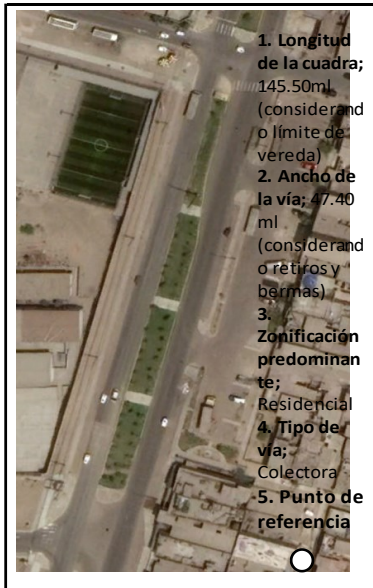 1. Longitud
de la cuadra;
145.50ml
(considerand
o límite de
vereda)
2. Ancho de
la vía; 47.40
ml
(considerand
o retiros y
bermas)
3.
Zonificación
predominan
te;
Residencial
4. Tipo de
vía;
Colectora
5. Punto de
referencia